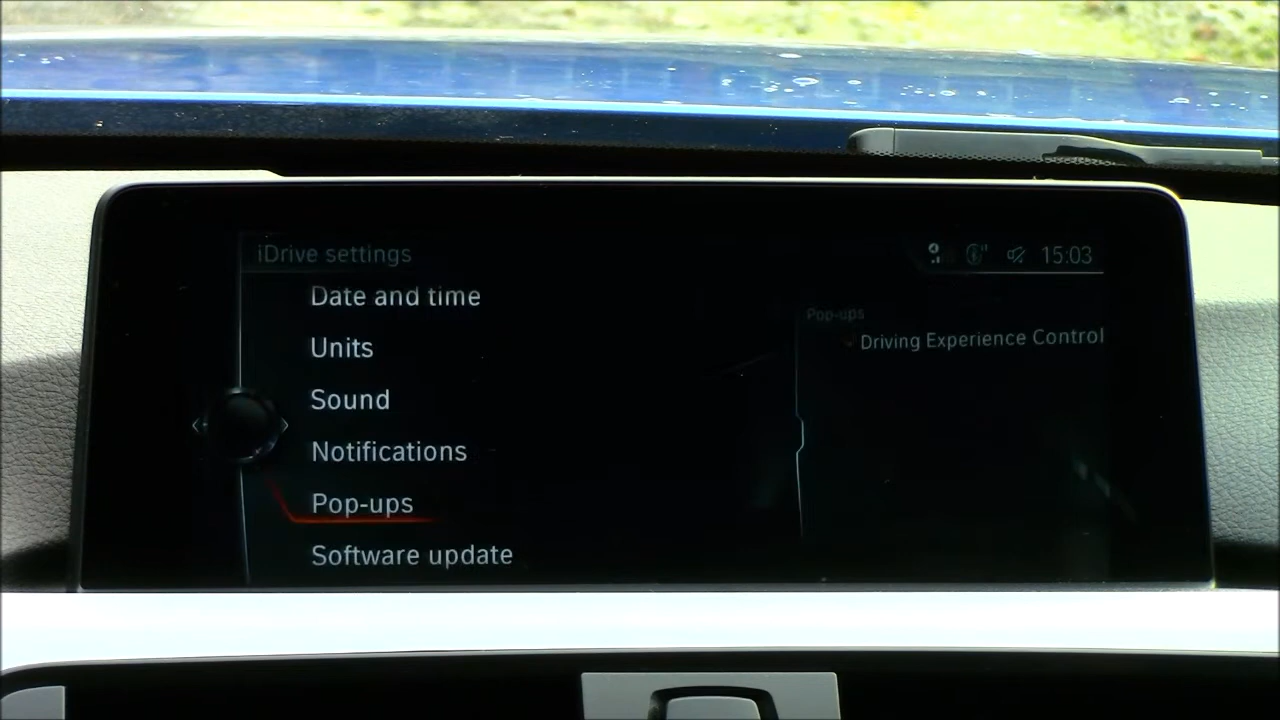 iDrive settings
15:03
Date and time
Units
Sound
Notifications
Pop-ups
Software update
Pop-ups
Driving Experience Control